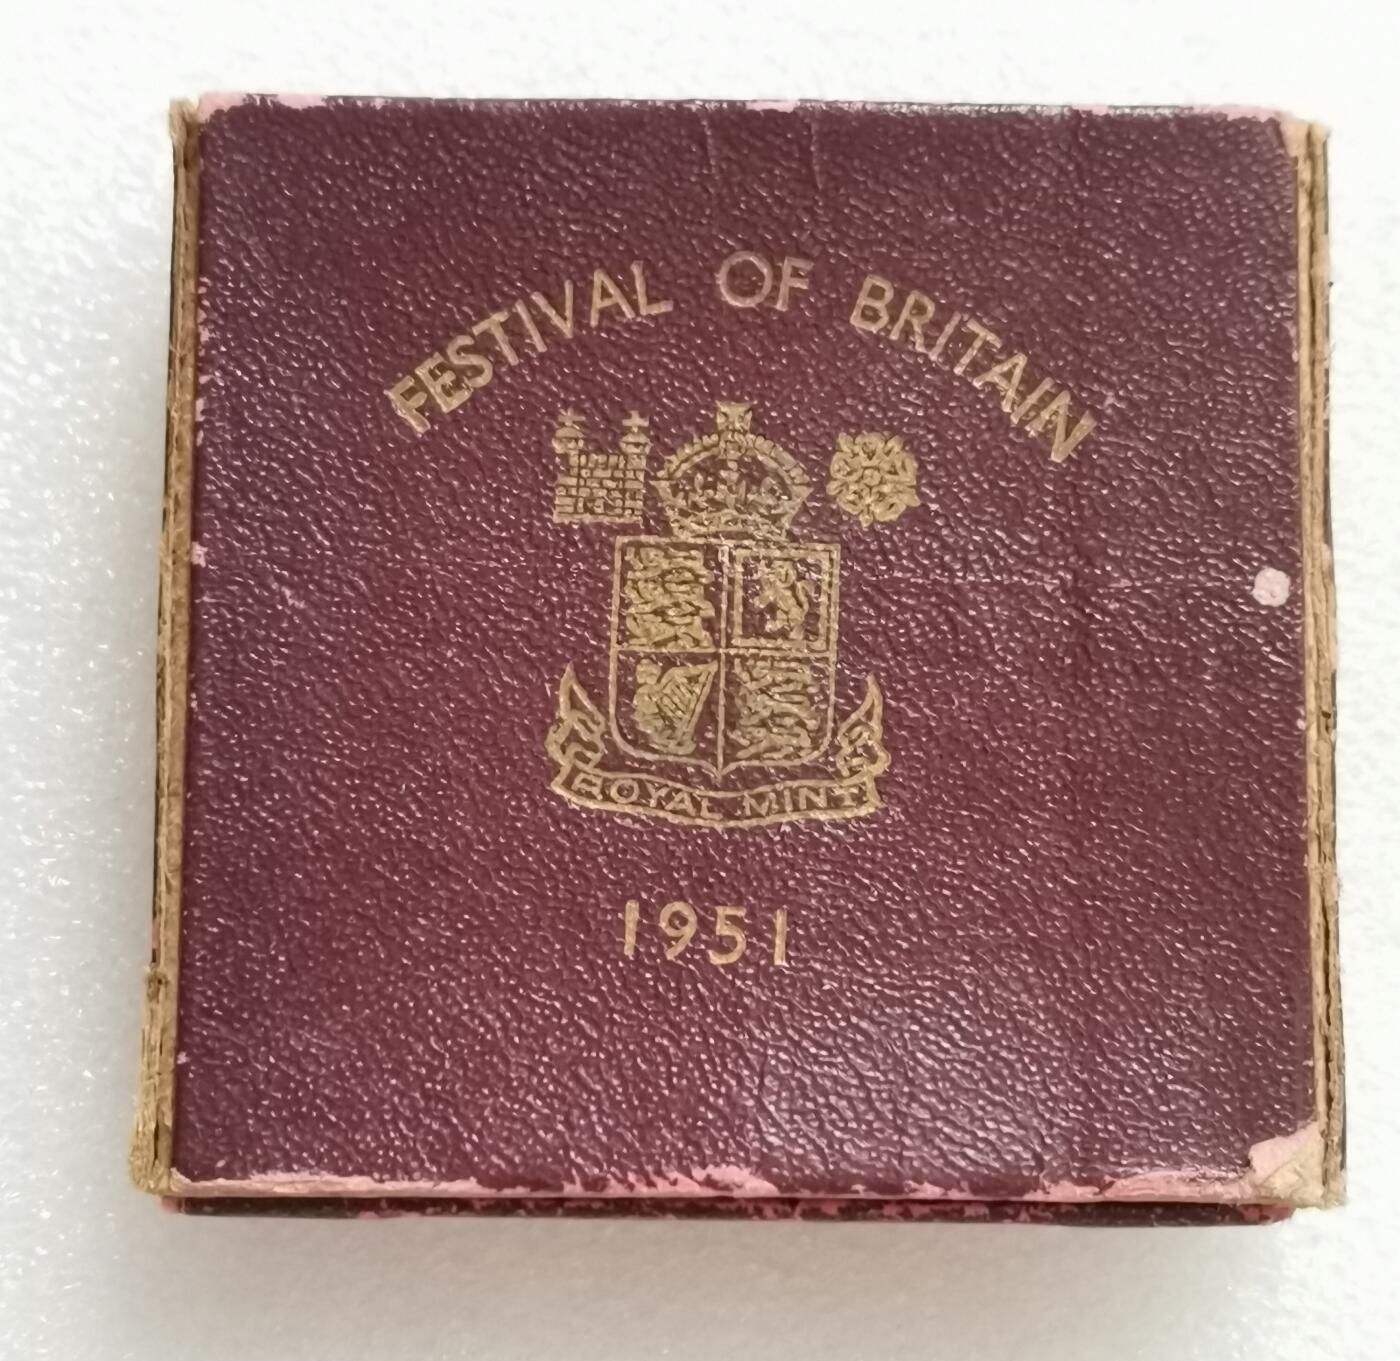 FESTIVAL OF BRITAIN
ROYAL MINT
1951